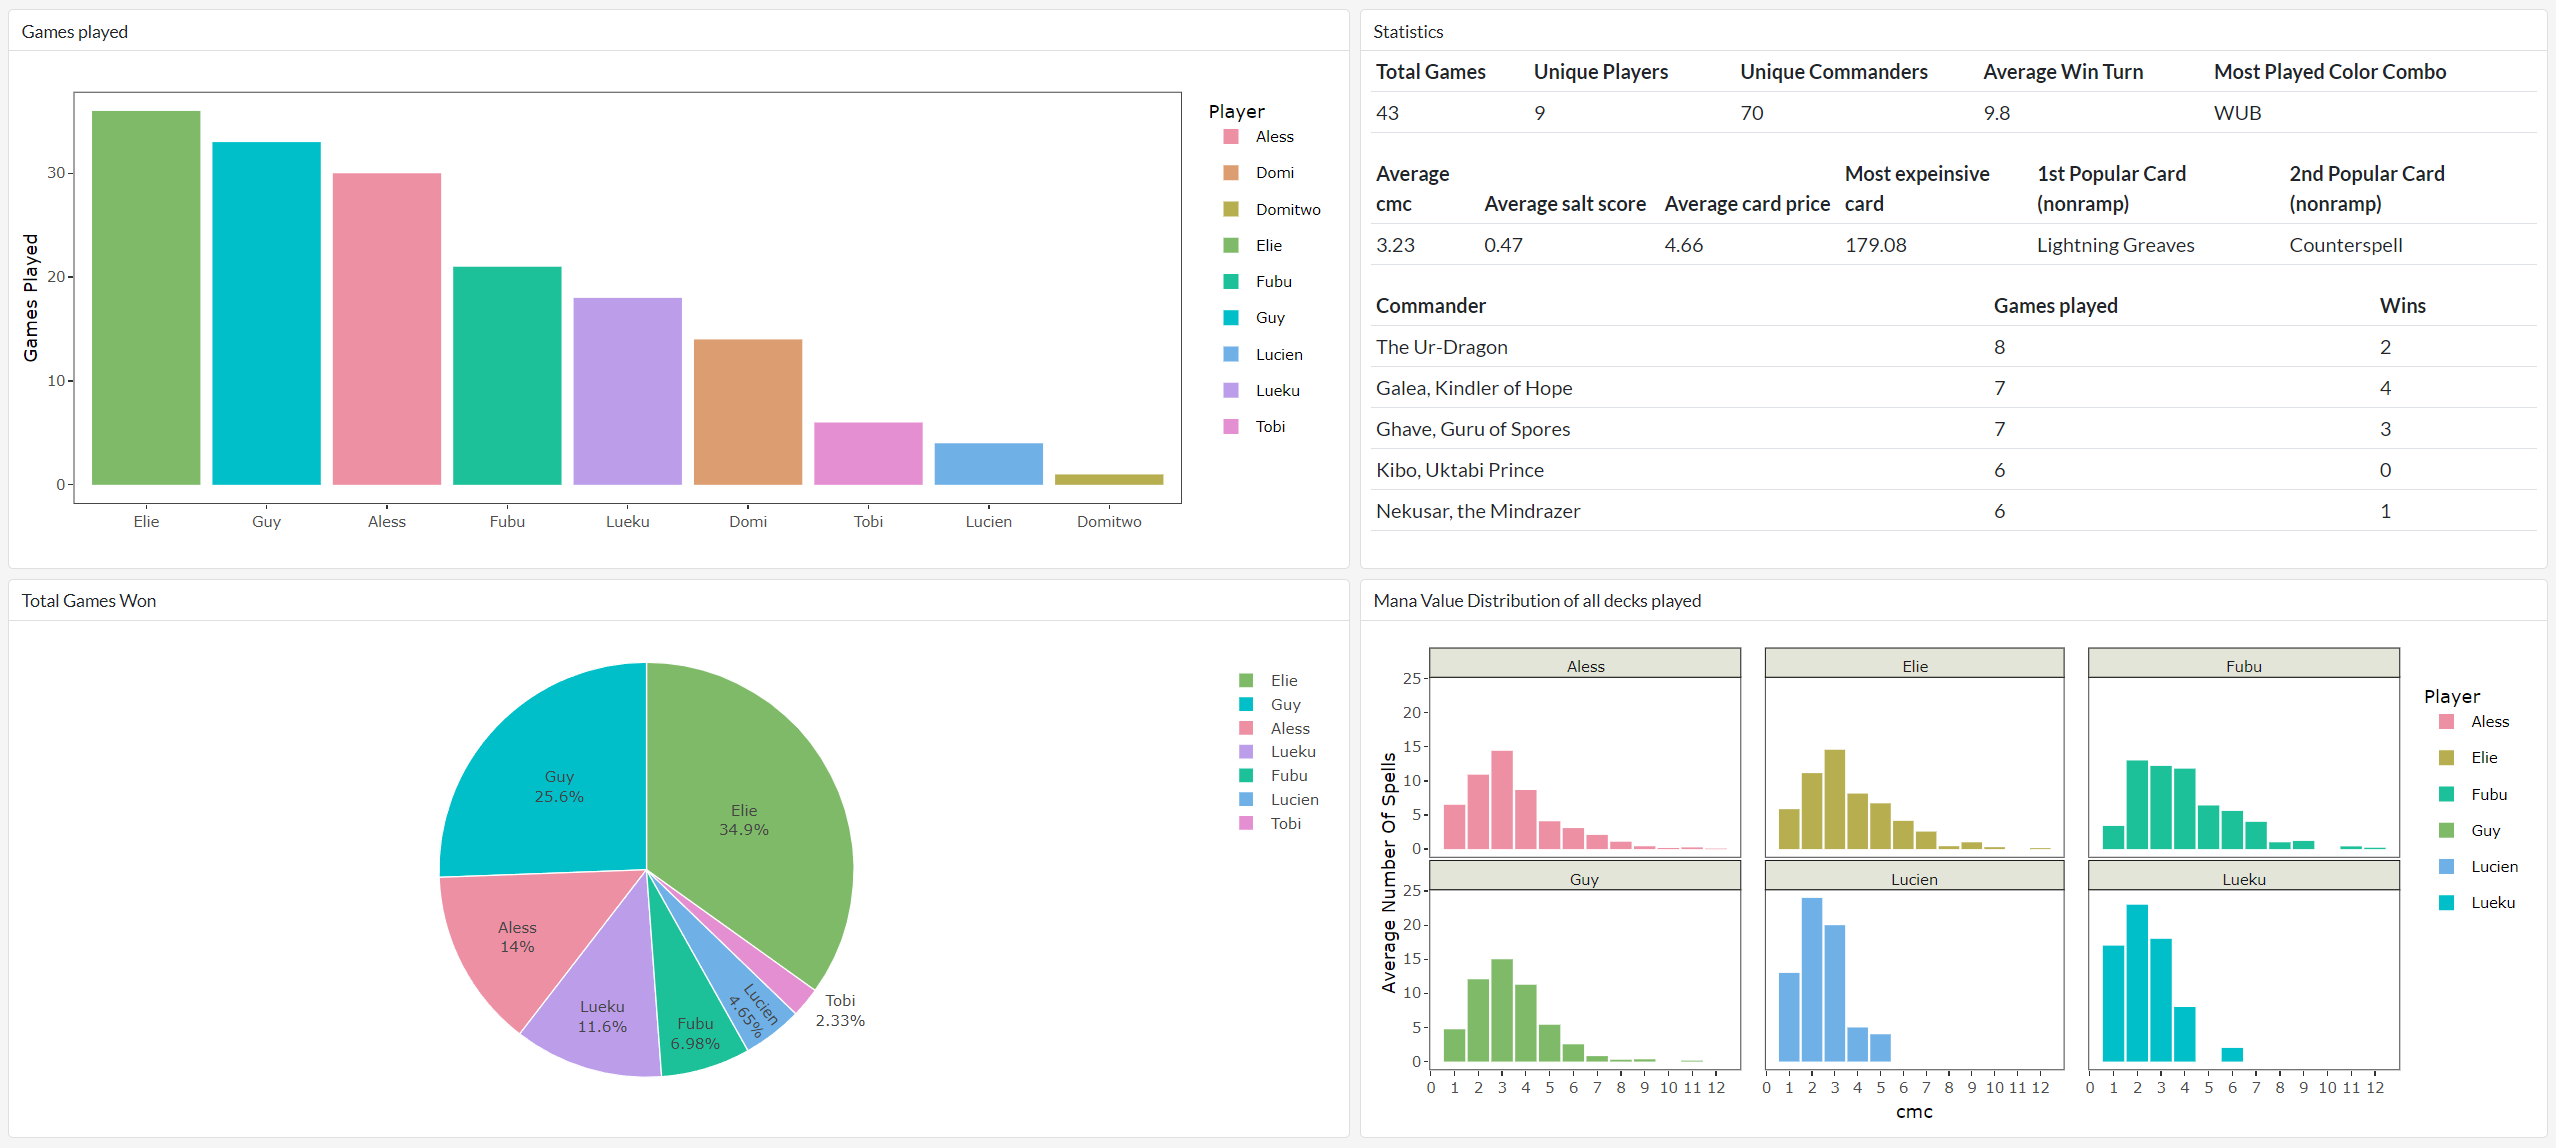 Games played
Games Played
30
20
10
0
Elie Guy Aless Fubu Lueku Domi Tobi Lucien Domitwo
Player
Aless
Domi
Domitwo
Elie
Fubu
Guy
Lucien
Lueku
Tobi
Statistics
Total Games Unique Players Unique Commanders Average Win Turn Most Played Color Combo
43 9 70 9.8 WUB
Average Most expeinsive 1st Popular Card 2nd Popular Card
cmc Average salt score Average card price card (nonramp) (nonramp)
3.23 0.47 4.66 179.08 Lightning Greaves Counterspell
Commander Games played Wins
The Ur-Dragon 8 2
Galea, Kindler of Hope 7 4
Ghave, Guru of Spores 7 3
Kibo, Uktabi Prince 6 0
Nekusar, the Mindrazer 6 1
Total Games Won
Guy
25.6%
Elie
34.9%
Aless
14%
Lueku
11.6%
Fubu
6.98%
Lucien
4.65%
Tobi
2.33%
Elie
Guy
Aless
Lueku
Fubu
Lucien
Tobi
Mana Value Distribution of all decks played
Average Number Of Spells
Aless Elie Fubu
25
20
15
10
5
0
Guy Lucien Lueku
25
20
15
10
5
0
0 1 2 3 4 5 6 7 8 9 10 11 12 0 1 2 3 4 5 6 7 8 9 10 11 12 0 1 2 3 4 5 6 7 8 9 10 11 12
cmc
Player
Aless
Elie
Fubu
Guy
Lucien
Lueku